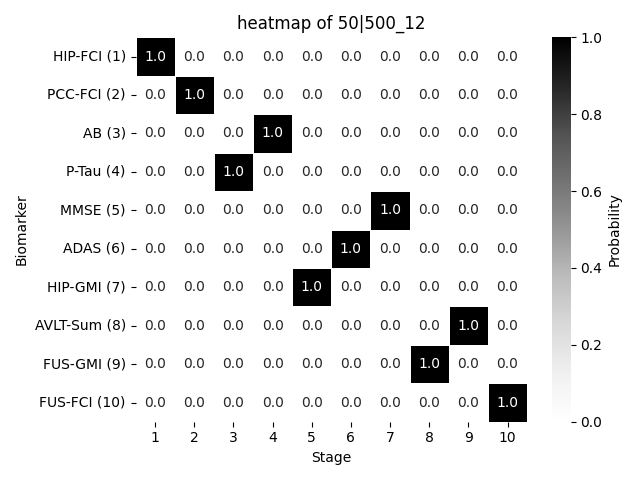 heatmap of 50|500_12
HIP-FCI (1) 1.0 0.0 0.0 0.0 0.0 0.0 0.0 0.0 0.0 0.0
PCC-FCI (2) 0.0 1.0 0.0 0.0 0.0 0.0 0.0 0.0 0.0 0.0
AB (3) 0.0 0.0 0.0 1.0 0.0 0.0 0.0 0.0 0.0 0.0
P-Tau (4) 0.0 0.0 1.0 0.0 0.0 0.0 0.0 0.0 0.0 0.0
MMSE (5) 0.0 0.0 0.0 0.0 0.0 0.0 1.0 0.0 0.0 0.0
ADAS (6) 0.0 0.0 0.0 0.0 0.0 1.0 0.0 0.0 0.0 0.0
HIP-GMI (7) 0.0 0.0 0.0 0.0 1.0 0.0 0.0 0.0 0.0 0.0
AVLT-Sum (8) 0.0 0.0 0.0 0.0 0.0 0.0 0.0 0.0 1.0 0.0
FUS-GMI (9) 0.0 0.0 0.0 0.0 0.0 0.0 0.0 1.0 0.0 0.0
FUS-FCI (10) 0.0 0.0 0.0 0.0 0.0 0.0 0.0 0.0 0.0 1.0
1 2 3 4 5 6 7 8 9 10
Stage
Biomarker
1.0
0.8
0.6
0.4
0.2
0.0
Probability